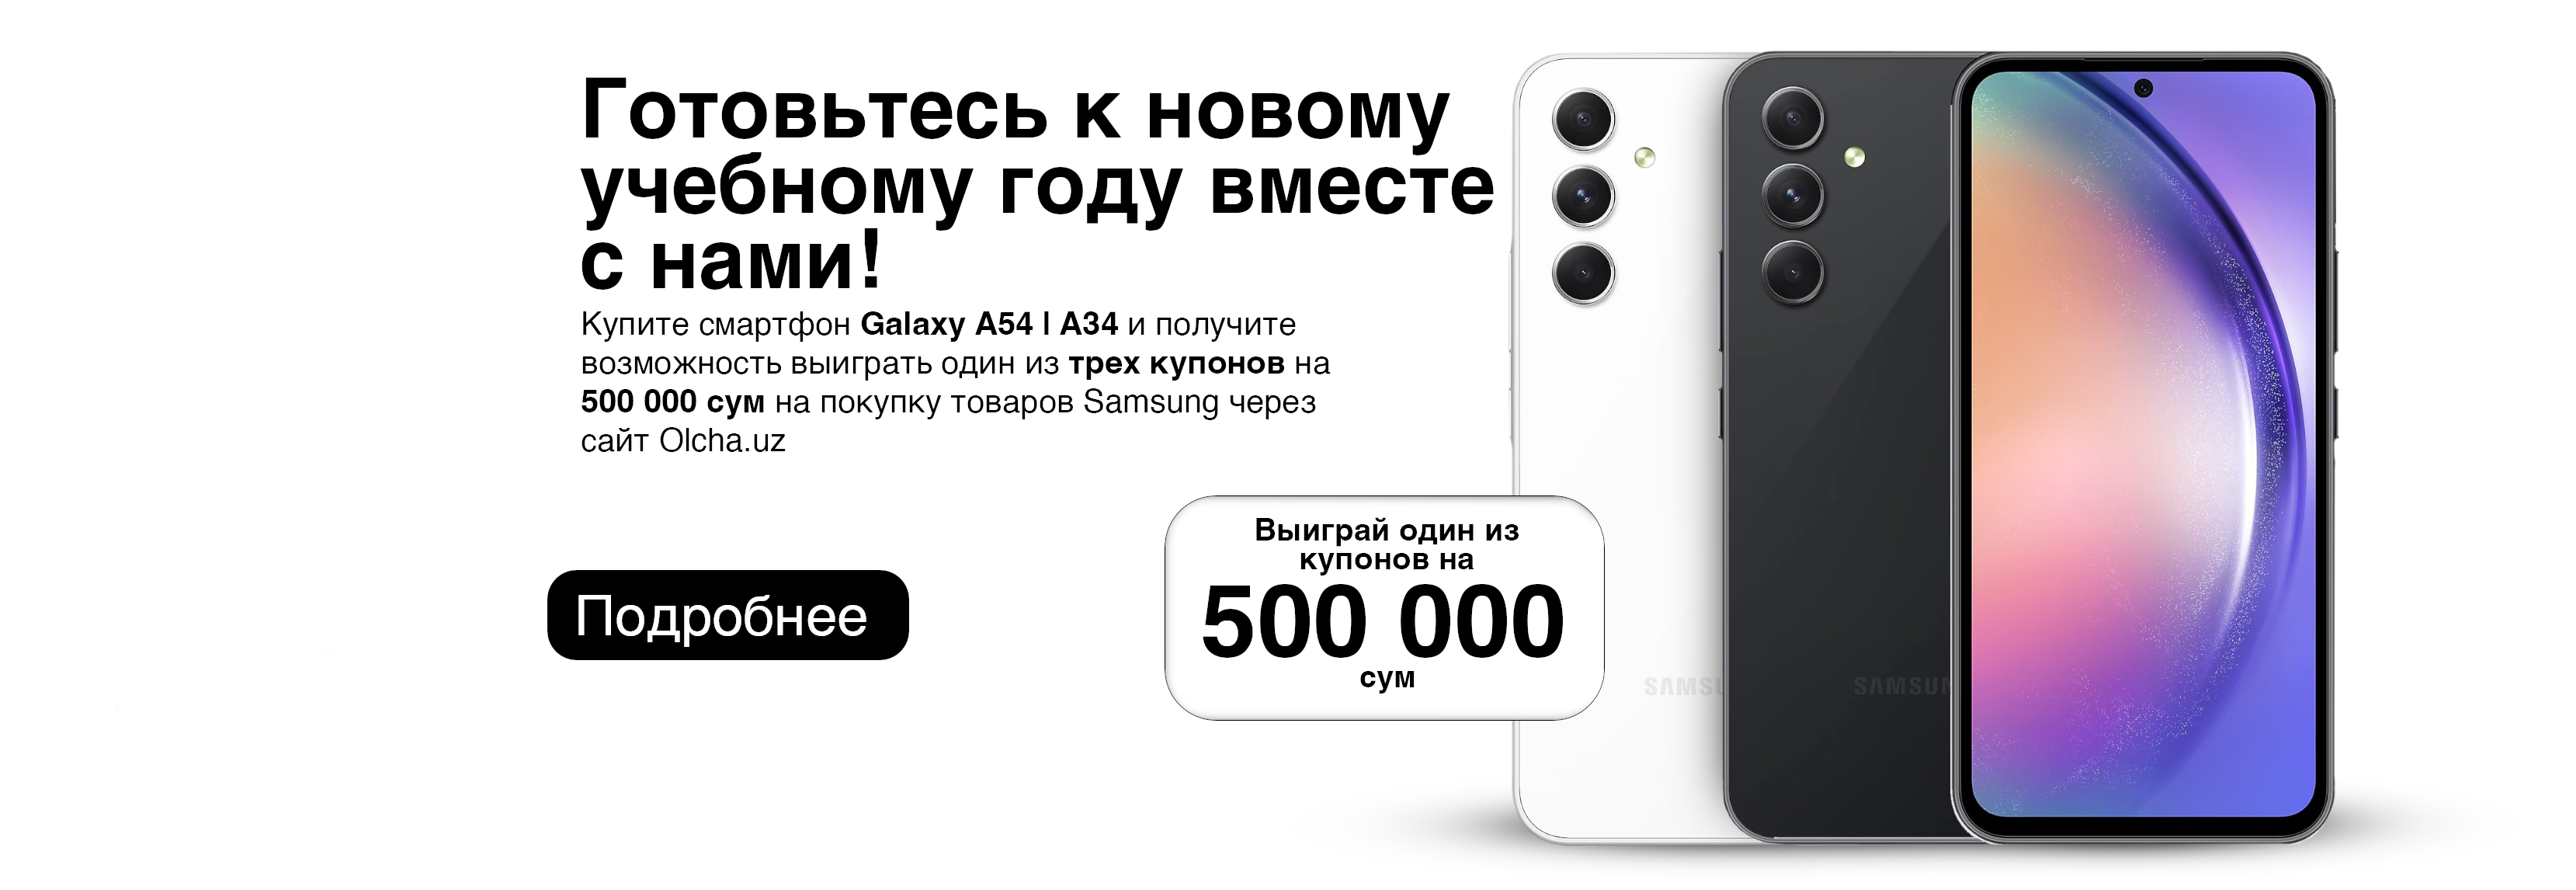 Готовьтесь к новому
учебному году вместе
с нами!
Купите смартфон Galaxy A54 | A34 и получите
возможность выиграть один из трех купонов на
500 000 сум на покупку товаров Samsung через
сайт Olcha.uz
Выиграй один из
купонов на
500 000
сум
Подробнее
SAMSU
SAMSUN